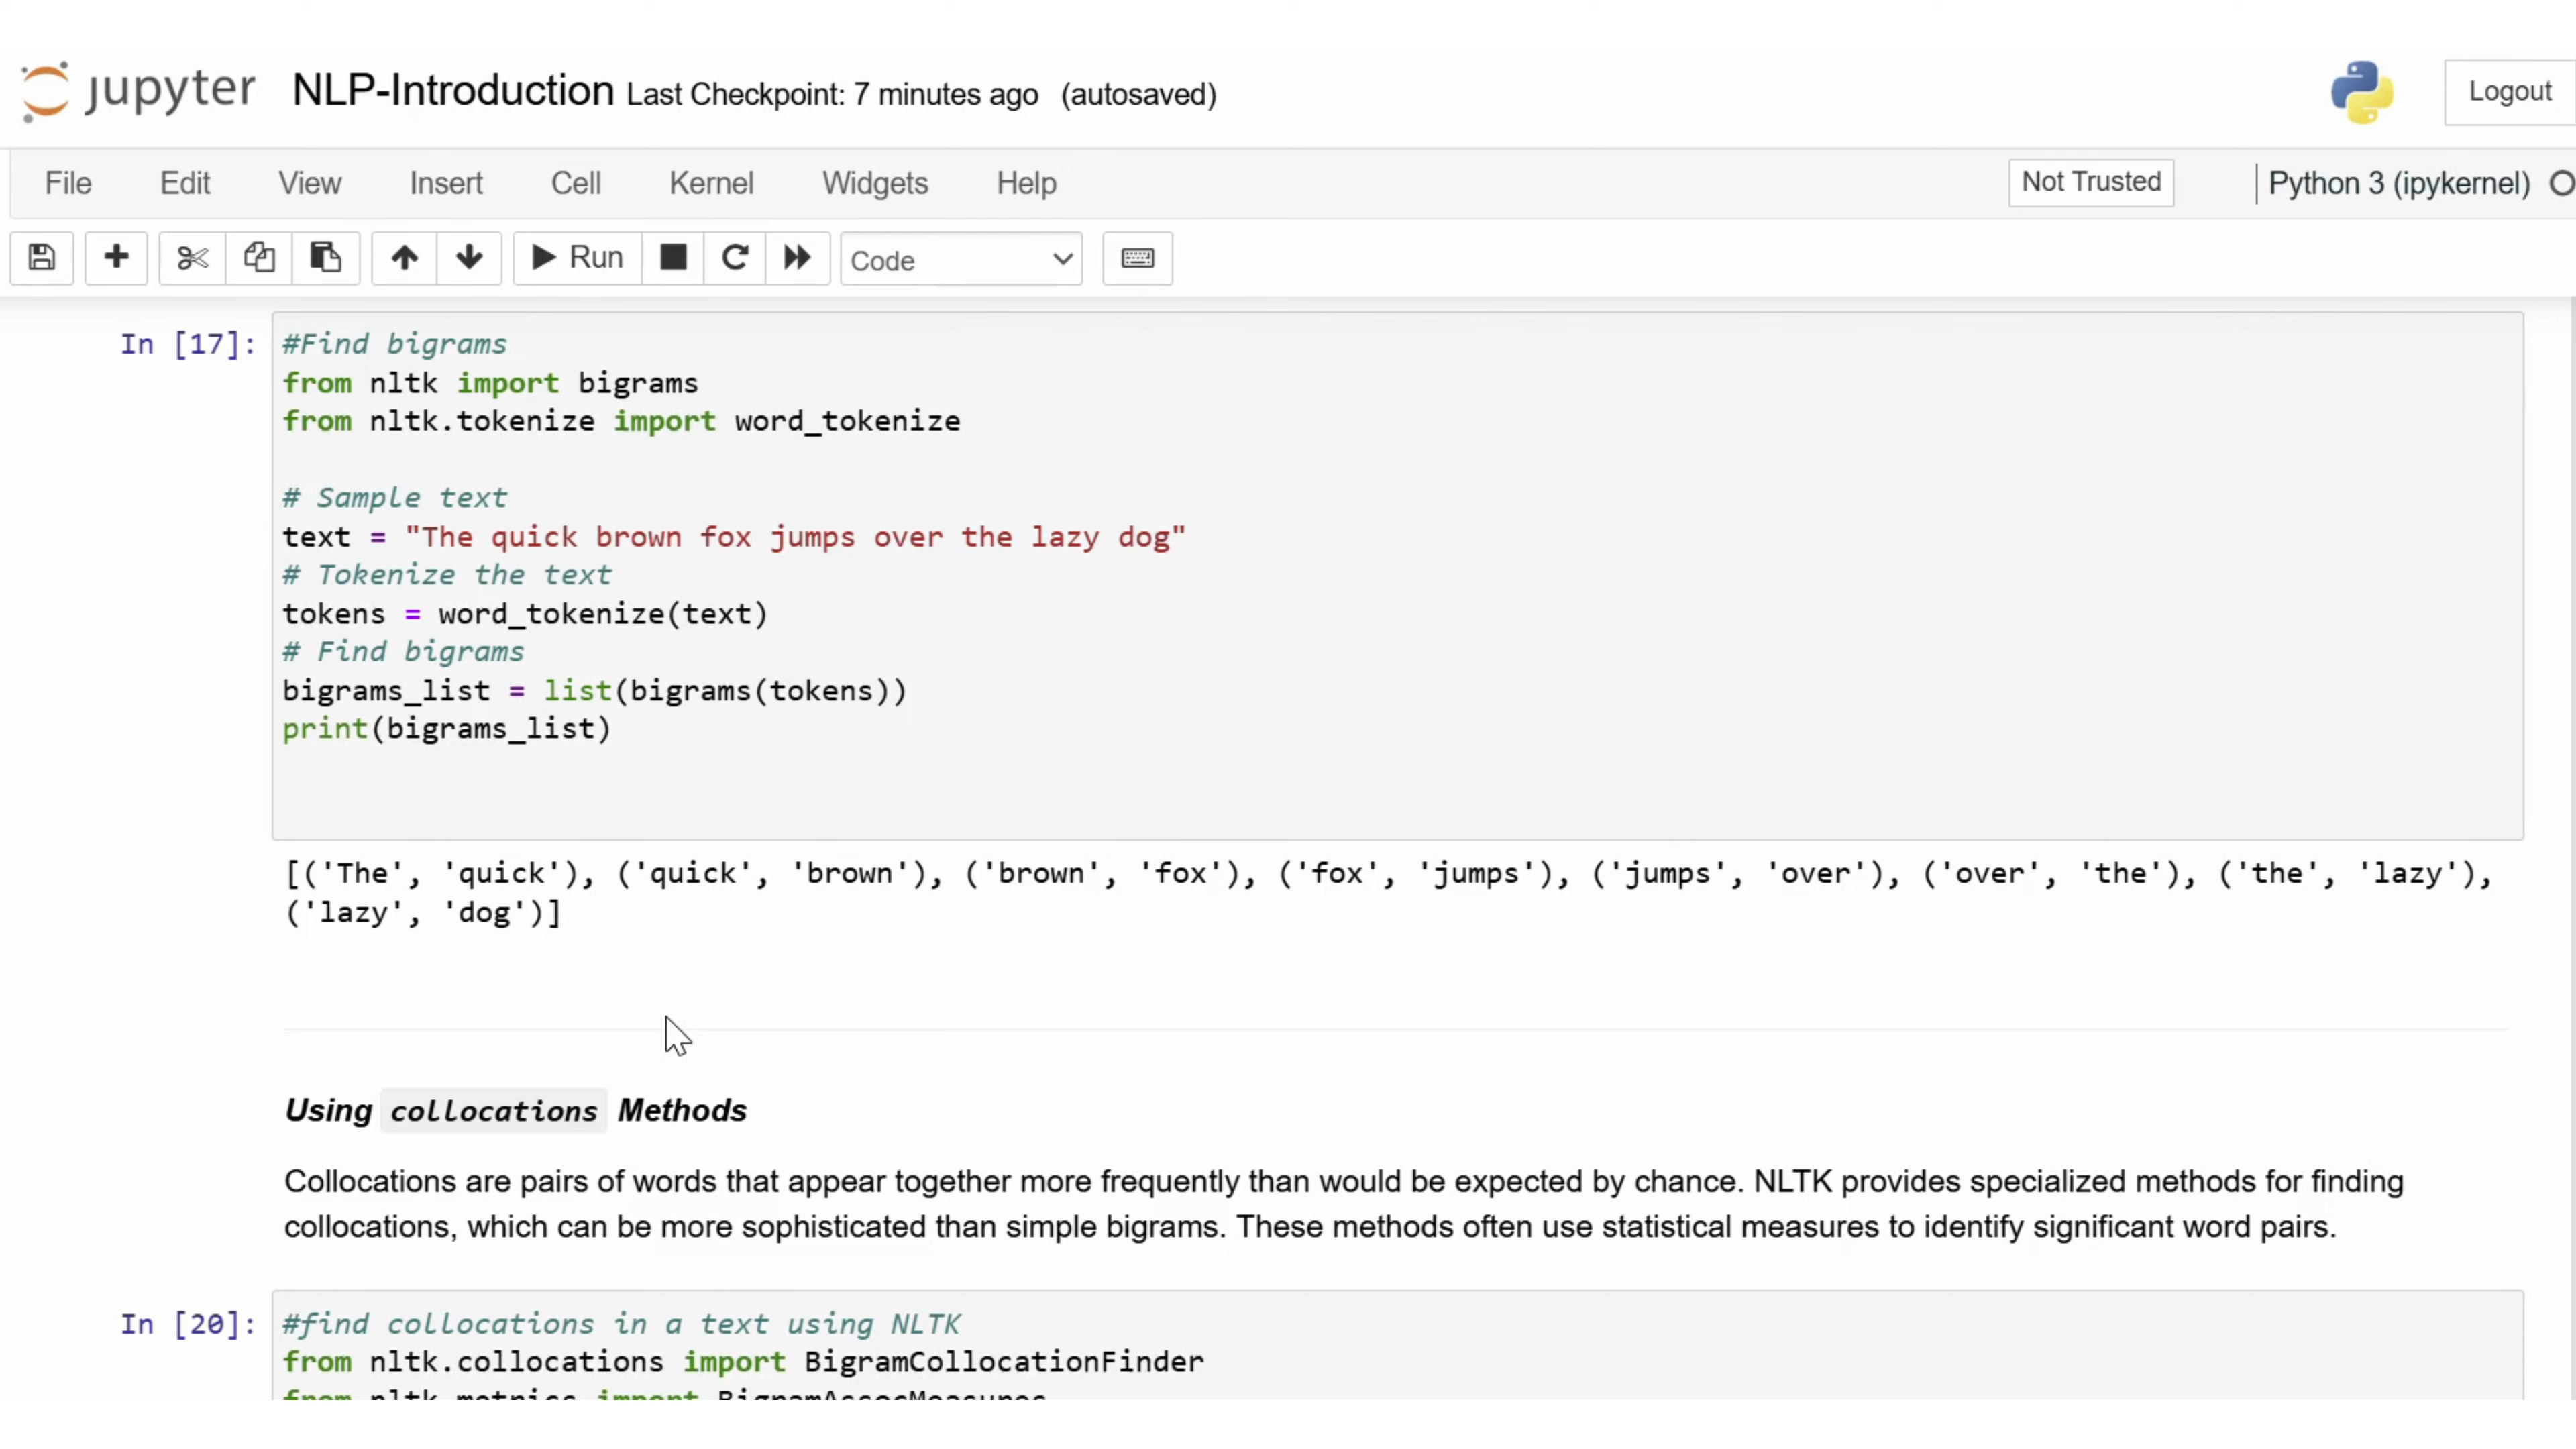 jupyter NLP-Introduction Last Checkpoint: 7 minutes ago (autosaved) Logout
File Edit View Insert Cell Kernel Widgets Help Not Trusted Python 3 (ipykernel)
Run Code
In [17]: #Find bigrams
from nltk import bigrams
from nltk.tokenize import word_tokenize
# Sample text
text = "The quick brown fox jumps over the lazy dog"
# Tokenize the text
tokens = word_tokenize(text)
# Find bigrams
bigrams_list = list(bigrams(tokens))
print(bigrams_list)
[('The', 'quick'), ('quick', 'brown'), ('brown', 'fox'), ('fox', 'jumps'), ('jumps', 'over'), ('over', 'the'), ('the', 'lazy'),
('lazy', 'dog')]
Using collocations Methods
Collocations are pairs of words that appear together more frequently than would be expected by chance. NLTK provides specialized methods for finding
collocations, which can be more sophisticated than simple bigrams. These methods often use statistical measures to identify significant word pairs.
In [20]: #find collocations in a text using NLTK
from nltk.collocations import BigramCollocationFinder
from nltk.metrics import BigramAssocMeasures